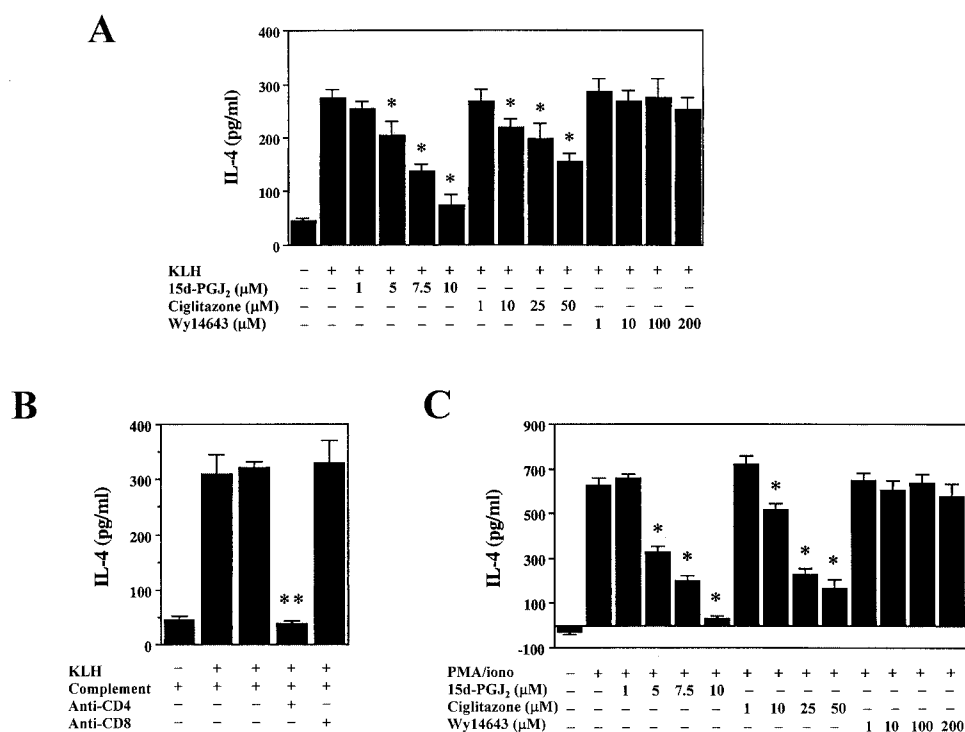 A
IL-4 (pg/ml)
400
300
200
100
0
* * * * * *
KLH − + + + + + + + + + + + + +
15d-PGJ₂ (μM) − − 1 5 7.5 10 − − − − − − − −
Ciglitazone (μM) − − − − − − 1 10 25 50 − − − −
Wy14643 (μM) − − − − − − − − − − 1 10 100 200
B
IL-4 (pg/ml)
400
300
200
100
0
**
KLH − + + + +
Complement + + + + +
Anti-CD4 − − − + −
Anti-CD8 − − − − +
C
IL-4 (pg/ml)
900
700
500
300
100
-100
* * * * * *
PMA/iono − + + + + + + + + + + + + +
15d-PGJ₂ (μM) − − 1 5 7.5 10 − − − − − − − −
Ciglitazone (μM) − − − − − − 1 10 25 50 − − − −
Wy14643 (μM) − − − − − − − − − − 1 10 100 200